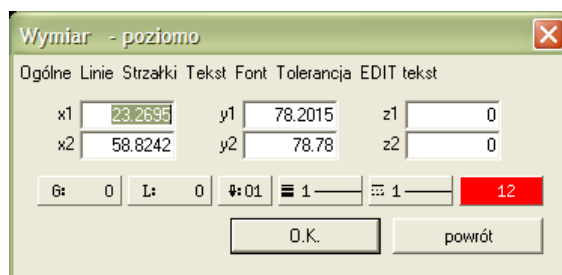 Wymiar - poziomo
Ogólne Linie Strzałki Tekst Font Tolerancja EDIT tekst
x1 23.2695 y1 78.2015 z1 0
x2 58.8242 y2 78.78 z2 0
G: 0 L: 0 :01 1 1 12
O.K. powrót